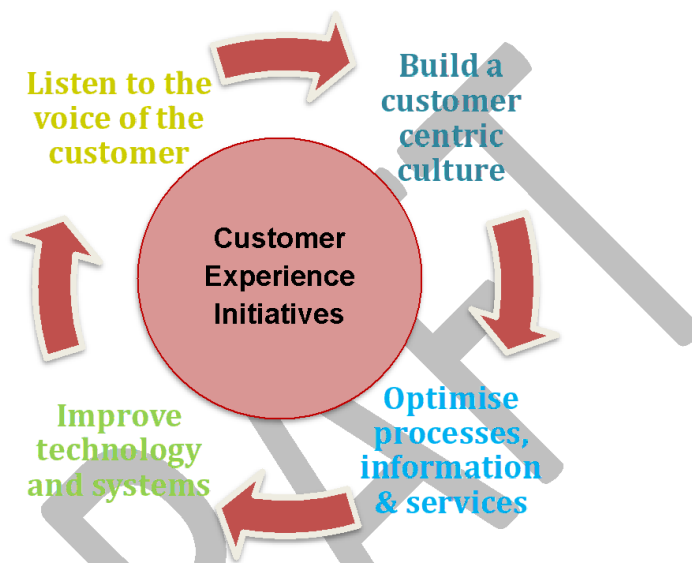 Listen to the
voice of the
customer
Build a
customer
centric
culture
Customer
Experience
Initiatives
Optimise
processes,
information
& services
Improve
technology
and systems
DRAFT